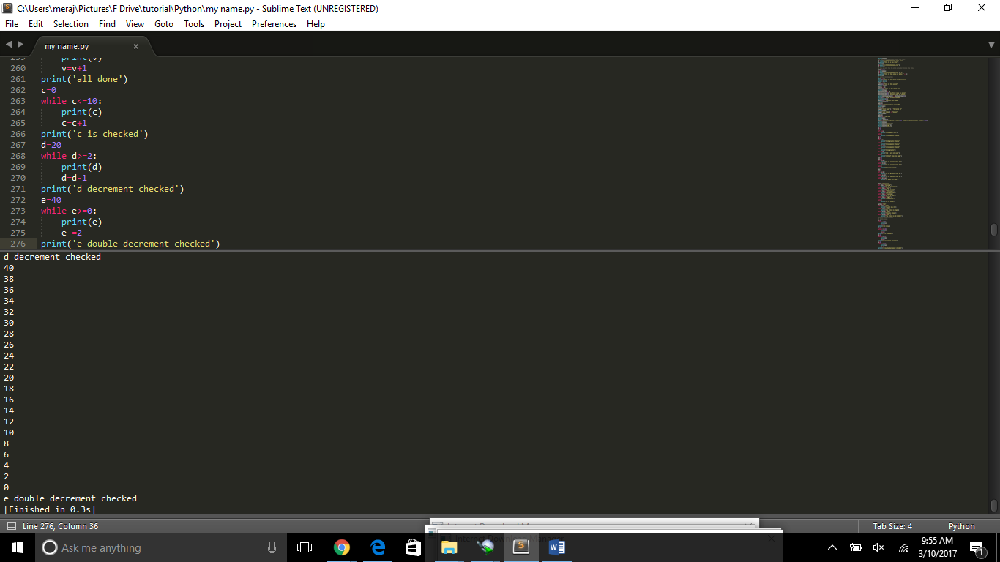 C:\Users\meraj\Pictures\F Drive\tutorial\Python\my name.py - Sublime Text (UNREGISTERED)
File Edit Selection Find View Goto Tools Project Preferences Help
my name.py
259 print(v)
260 v=v+1
261 print('all done')
262 c=0
263 while c<=10:
264 print(c)
265 c=c+1
266 print('c is checked')
267 d=20
268 while d>=2:
269 print(d)
270 d=d-1
271 print('d decrement checked')
272 e=40
273 while e>=0:
274 print(e)
275 e-=2
276 print('e double decrement checked')
d decrement checked
40
38
36
34
32
30
28
26
24
22
20
18
16
14
12
10
8
6
4
2
0
e double decrement checked
[Finished in 0.3s]
Line 276, Column 36
Tab Size: 4
Python
Ask me anything
9:55 AM
3/10/2017
1